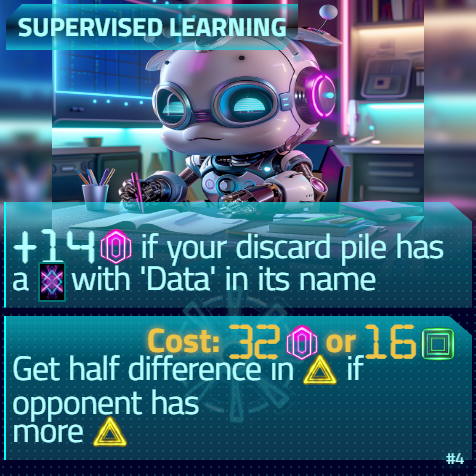 SUPERVISED LEARNING
+14 if your discard pile has
a with 'Data' in its name
Cost: 32 or 16
Get half difference in if
opponent has
more
#4